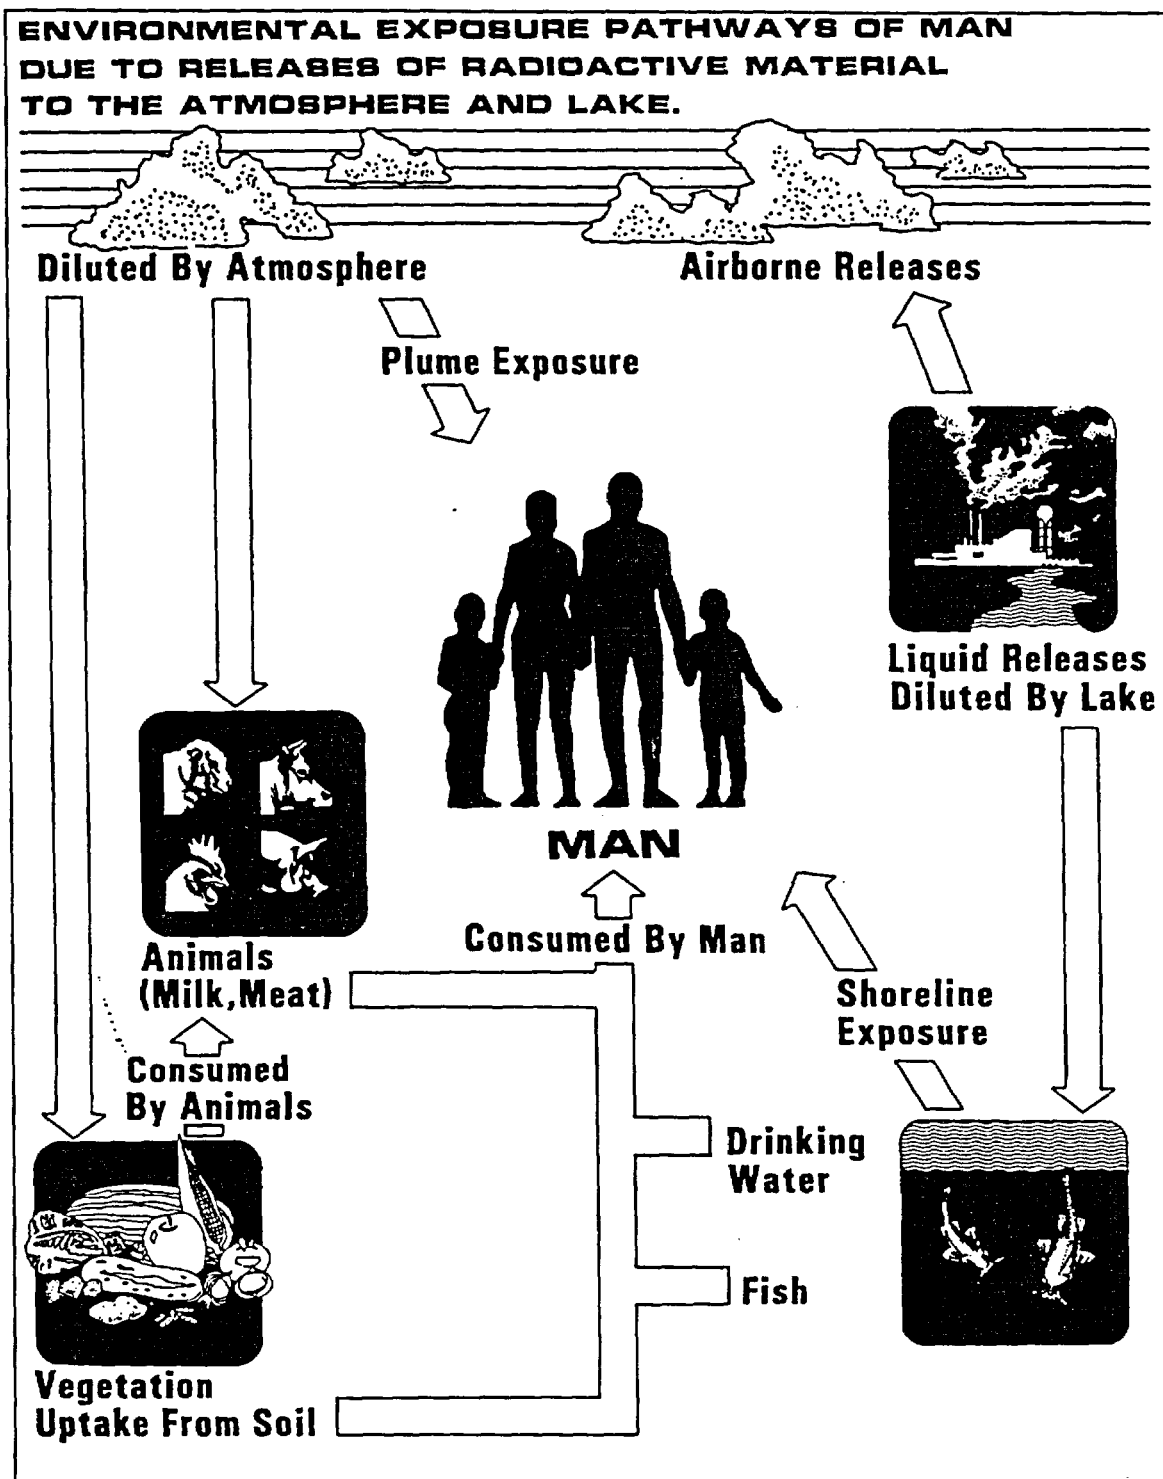 ENVIRONMENTAL EXPOSURE PATHWAYS OF MAN
DUE TO RELEASES OF RADIOACTIVE MATERIAL
TO THE ATMOSPHERE AND LAKE.
Diluted By Atmosphere
Airborne Releases
Plume Exposure
Liquid Releases
Diluted By Lake
MAN
Consumed By Man
Animals
(Milk,Meat)
Shoreline
Exposure
Consumed
By Animals
Drinking
Water
Fish
Vegetation
Uptake From Soil